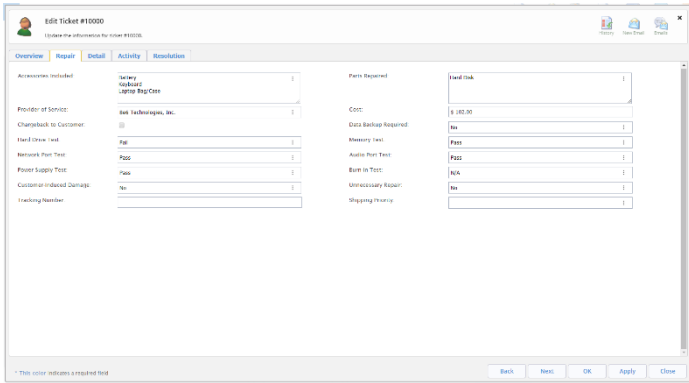 Edit Ticket #10000
Update the information for ticket #10000.
History New Email Emails
Overview Repair Detail Activity Resolution
Accessories Included
Battery
Keyboard
Laptop Bag/Case
Parts Required
Hard Disk
Provider of Service:
Technologies, Inc.
Cost:
$ 182.00
Chargeback to Customer:
Data Backup Required:
No
Hard Drive Test
Fail
Memory Test
Pass
Network Port Test:
Pass
Audio Port Test:
Pass
Power Supply Test:
Pass
Burn In Test:
N/A
Customer Induced Damage:
No
Unnecessary Repair:
No
Tracking Number
Shipping Priority:
* This color indicates a required field
Back Next OK Apply Close